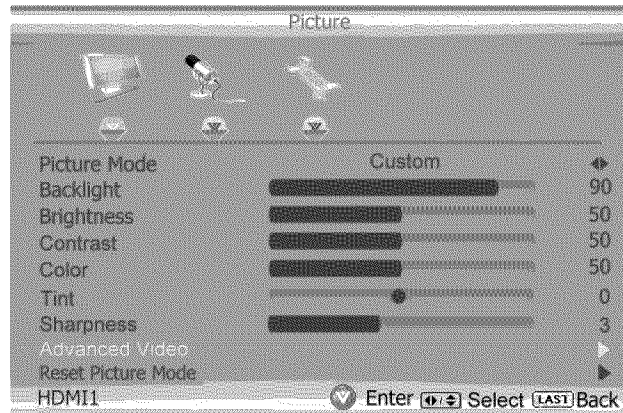 Picture
Picture Mode Custom
Backlight 90
Brightness 50
Contrast 50
Color 50
Tint 0
Sharpness 3
Advanced Video
Reset Picture Mode
HDMI1 Enter Select LAST Back